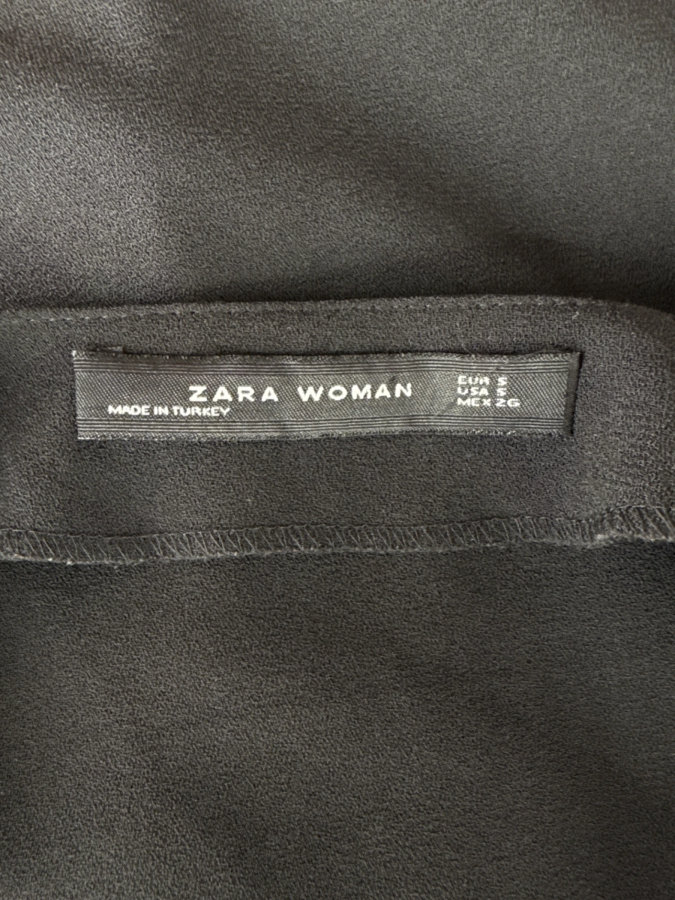 ZARA WOMAN
MADE IN TURKEY
EUR S
USA S
MEX 26